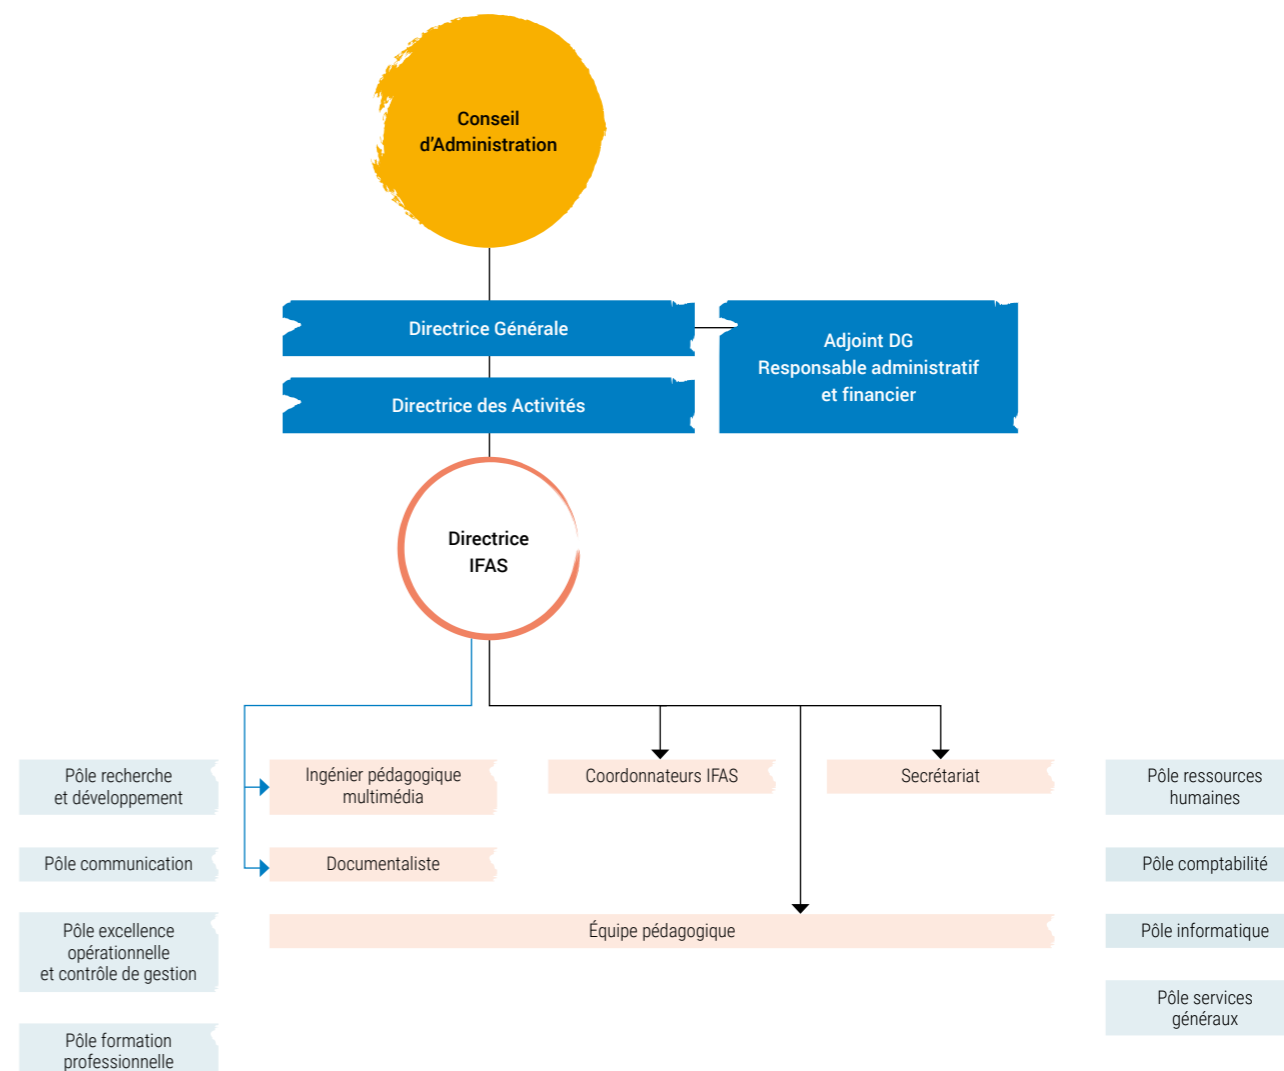 Conseil
d'Administration
Directrice Générale
Adjoint DG
Responsable administratif
et financier
Directrice des Activités
Directrice
IFAS
Pôle recherche
et développement
Ingénier pédagogique
multimédia
Coordonnateurs IFAS
Secrétariat
Pôle ressources
humaines
Pôle communication
Documentaliste
Pôle comptabilité
Pôle excellence
opérationnelle
et contrôle de gestion
Équipe pédagogique
Pôle informatique
Pôle services
généraux
Pôle formation
professionnelle